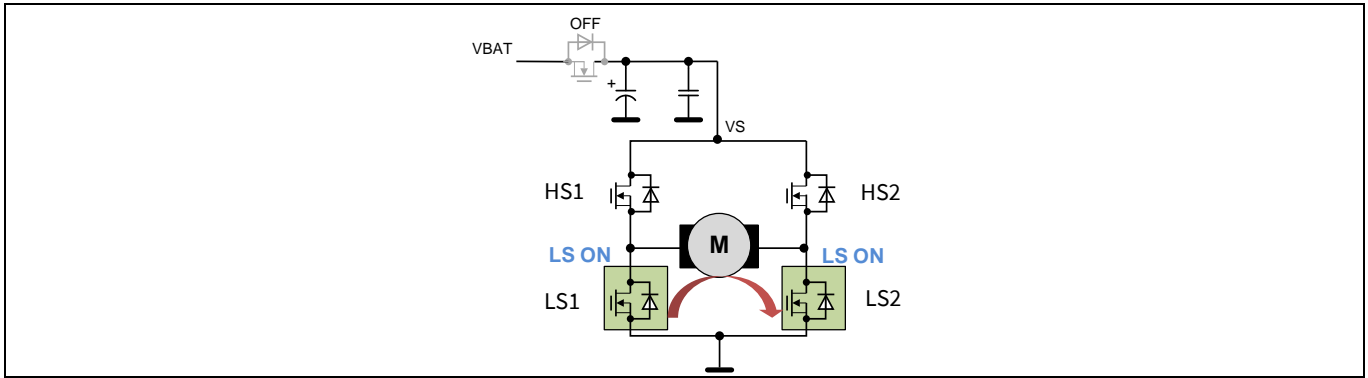 OFF
VBAT
+
VS
HS1
HS2
M
LS ON
LS ON
LS1
LS2